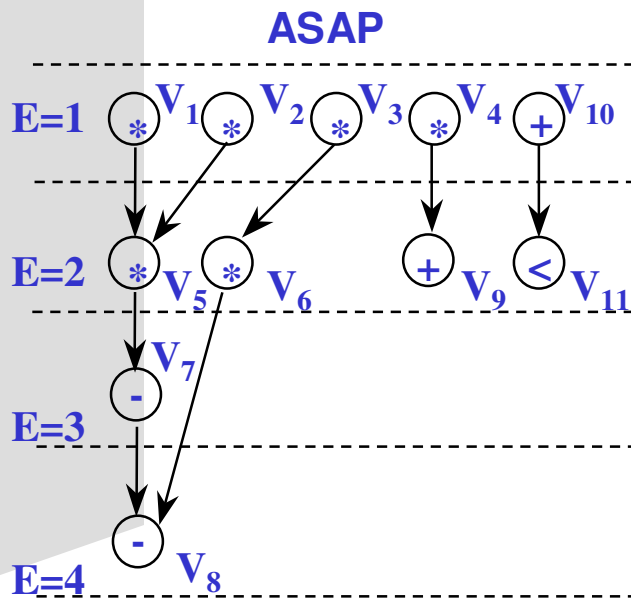 ASAP
E=1 * V1 * V2 * V3 * V4 + V10
E=2 * V5 * V6 + V9 < V11
V7
-
E=3
-
E=4 V8